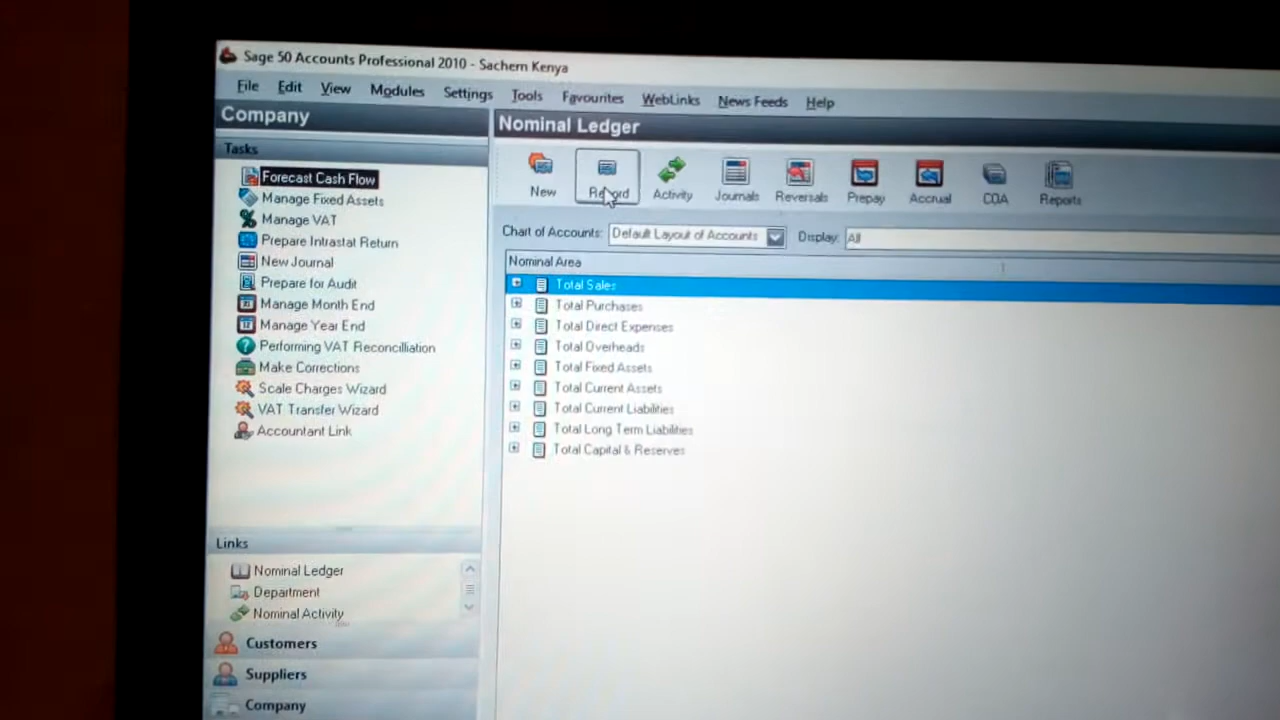 Sage 50 Accounts Professional 2010 - Sachem Kenya
File Edit View Modules Settings Tools Favourites WebLinks News Feeds Help
Company
Tasks
Forecast Cash Flow
Manage Fixed Assets
Manage VAT
Prepare Intrastat Return
New Journal
Prepare for Audit
Manage Month End
Manage Year End
Performing VAT Reconcilliation
Make Corrections
Scale Charges Wizard
VAT Transfer Wizard
Accountant Link
Links
Nominal Ledger
Department
Nominal Activity
Customers
Suppliers
Company
Nominal Ledger
New Record Activity Journals Reversals Prepay Accrual COA Reports
Chart of Accounts: Default Layout of Accounts Display: All
Nominal Area
Total Sales
Total Purchases
Total Direct Expenses
Total Overheads
Total Fixed Assets
Total Current Assets
Total Current Liabilities
Total Long Term Liabilities
Total Capital & Reserves